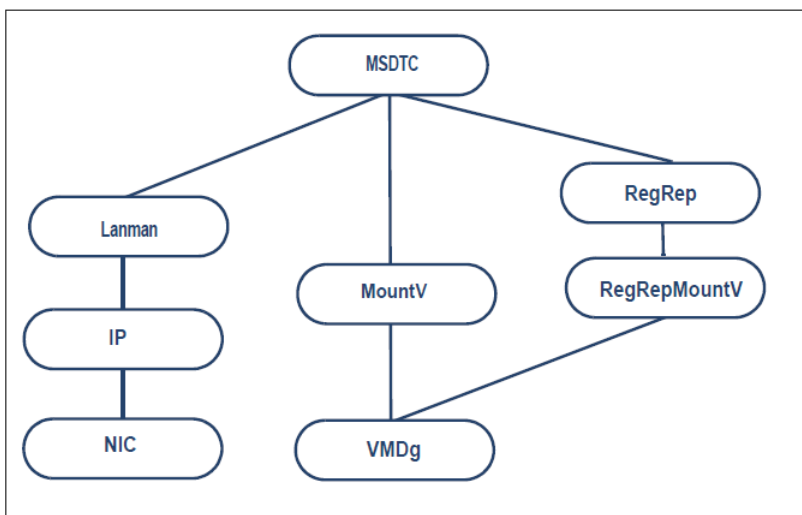 MSDTC
RegRep
Lanman
MountV
RegRepMountV
IP
NIC
VMDg